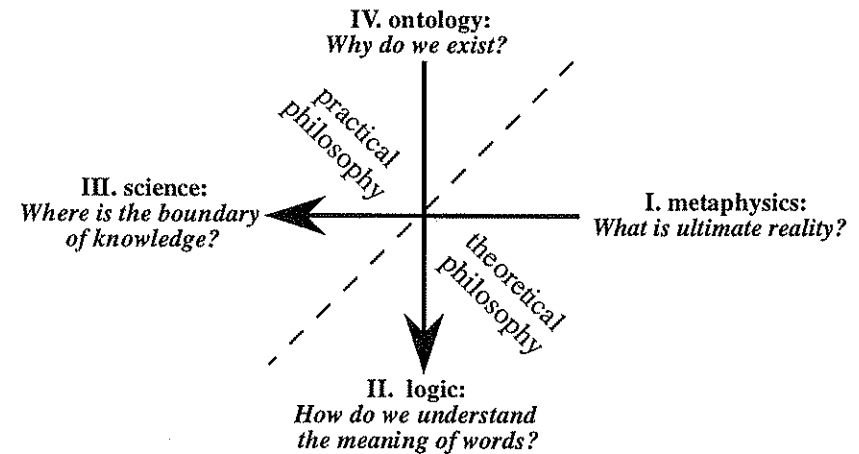 IV. ontology:
Why do we exist?
practical
philosophy
III. science:
Where is the boundary
of knowledge?
I. metaphysics:
What is ultimate reality?
theoretical
philosophy
II. logic:
How do we understand
the meaning of words?